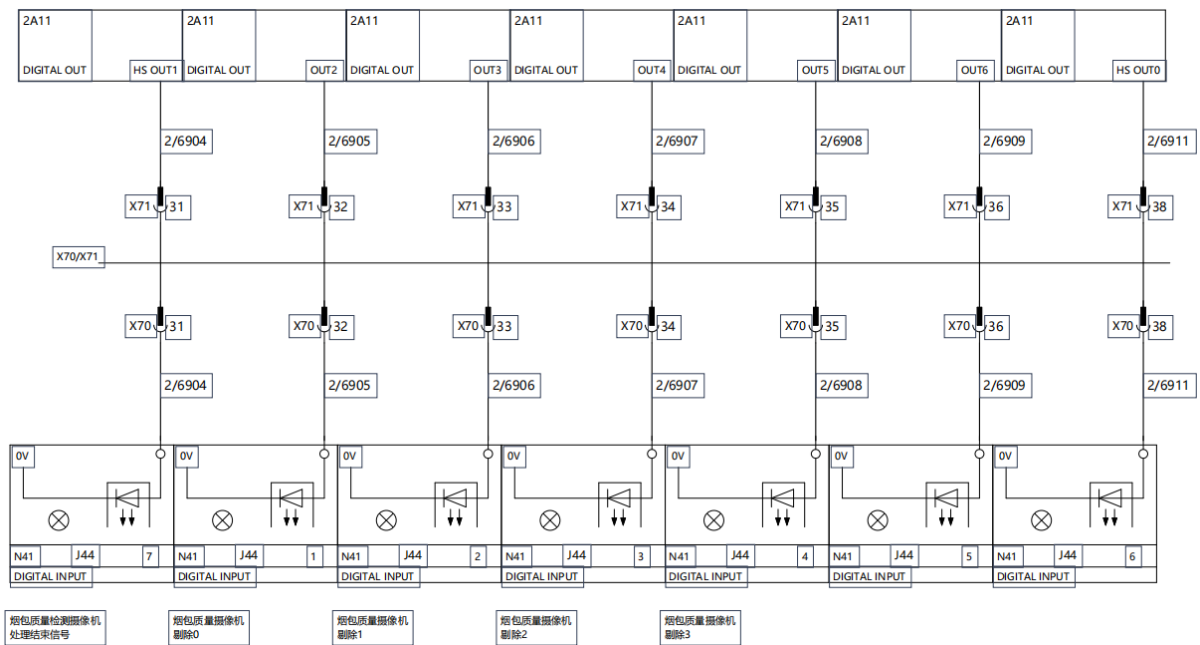 2A11 2A11 2A11 2A11 2A11 2A11 2A11
DIGITAL OUT HS OUT1 DIGITAL OUT OUT2 DIGITAL OUT OUT3 DIGITAL OUT OUT4 DIGITAL OUT OUT5 DIGITAL OUT OUT6 DIGITAL OUT HS OUT0
2/6904 2/6905 2/6906 2/6907 2/6908 2/6909 2/6911
X71 31 X71 32 X71 33 X71 34 X71 35 X71 36 X71 38
X70/X71
X70 31 X70 32 X70 33 X70 34 X70 35 X70 36 X70 38
2/6904 2/6905 2/6906 2/6907 2/6908 2/6909 2/6911
0V 0V 0V 0V 0V 0V 0V
N41 J44 7 N41 J44 1 N41 J44 2 N41 J44 3 N41 J44 4 N41 J44 5 N41 J44 6
DIGITAL INPUT DIGITAL INPUT DIGITAL INPUT DIGITAL INPUT DIGITAL INPUT DIGITAL INPUT DIGITAL INPUT
烟包质量检测摄像机
处理结束信号
烟包质量摄像机
剔除0
烟包质量摄像机
剔除1
烟包质量摄像机
剔除2
烟包质量摄像机
剔除3